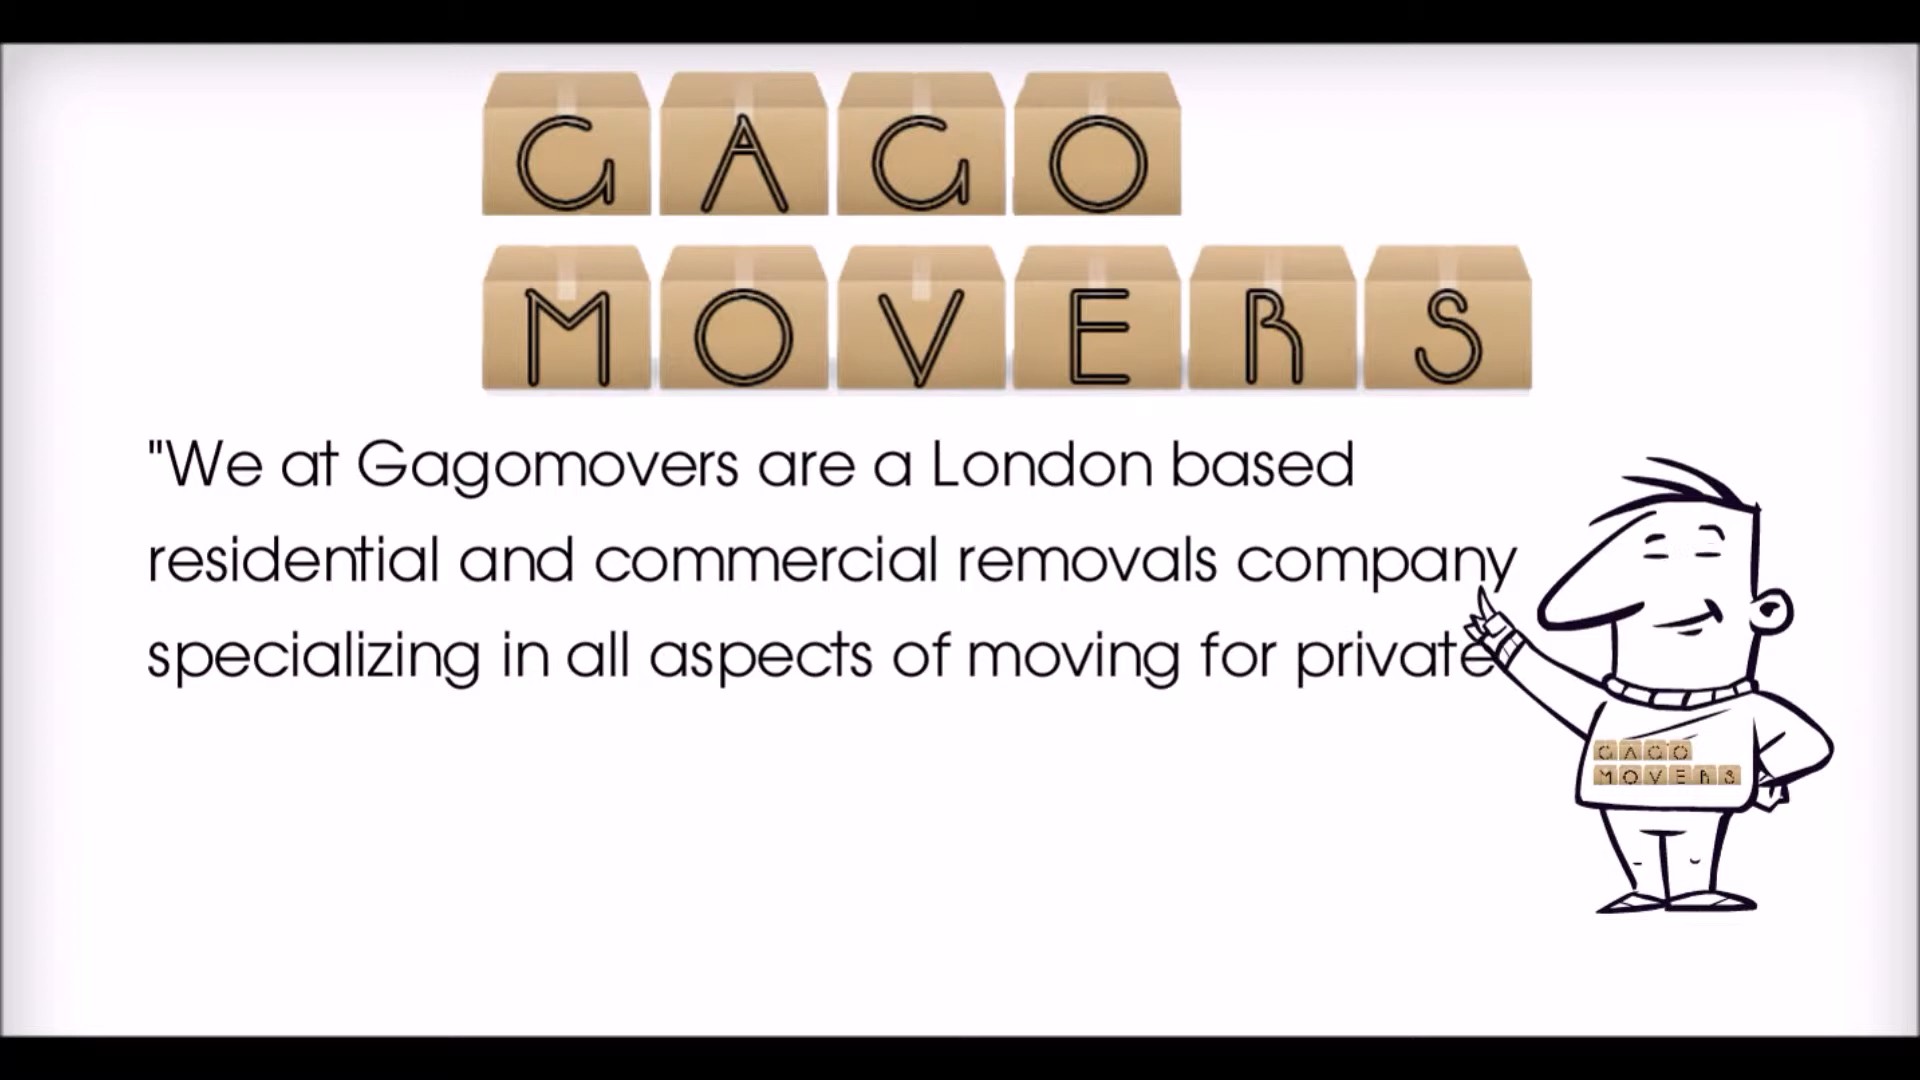 GAGO
MOVERS
"We at Gagomovers are a London based
residential and commercial removals company
specializing in all aspects of moving for private
GAGO
MOVERS